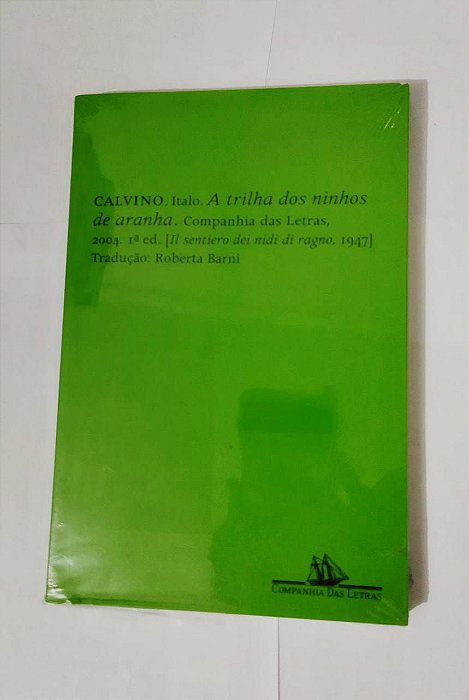 CALVINO, Italo. A trilha dos ninhos
de aranha. Companhia das Letras,
2004. 1ª ed. [Il sentiero dei nidi di ragno, 1947]
Tradução: Roberta Barni
COMPANHIA DAS LETRAS